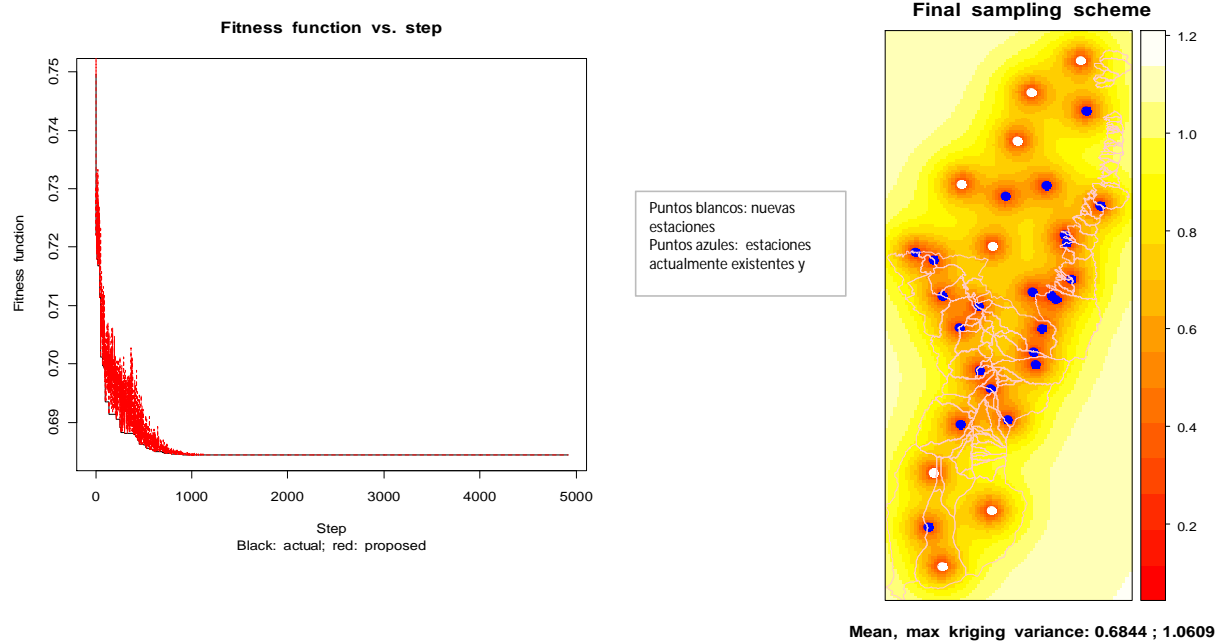 Fitness function vs. step
Fitness function
0.75
0.74
0.73
0.72
0.71
0.70
0.69
0
1000
2000
3000
4000
5000
Step
Black: actual; red: proposed
Puntos blancos: nuevas
estaciones
Puntos azules: estaciones
actualmente existentes y
Final sampling scheme
1.2
1.0
0.8
0.6
0.4
0.2
Mean, max kriging variance: 0.6844 ; 1.0609